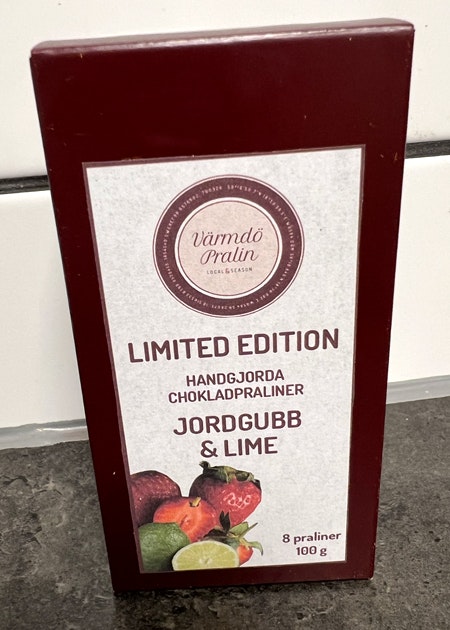 Värmdö
Pralin
LOCAL & SEASON
LIMITED EDITION
HANDGJORDA
CHOKLADPRALINER
JORDGUBB
& LIME
8 praliner
100 g